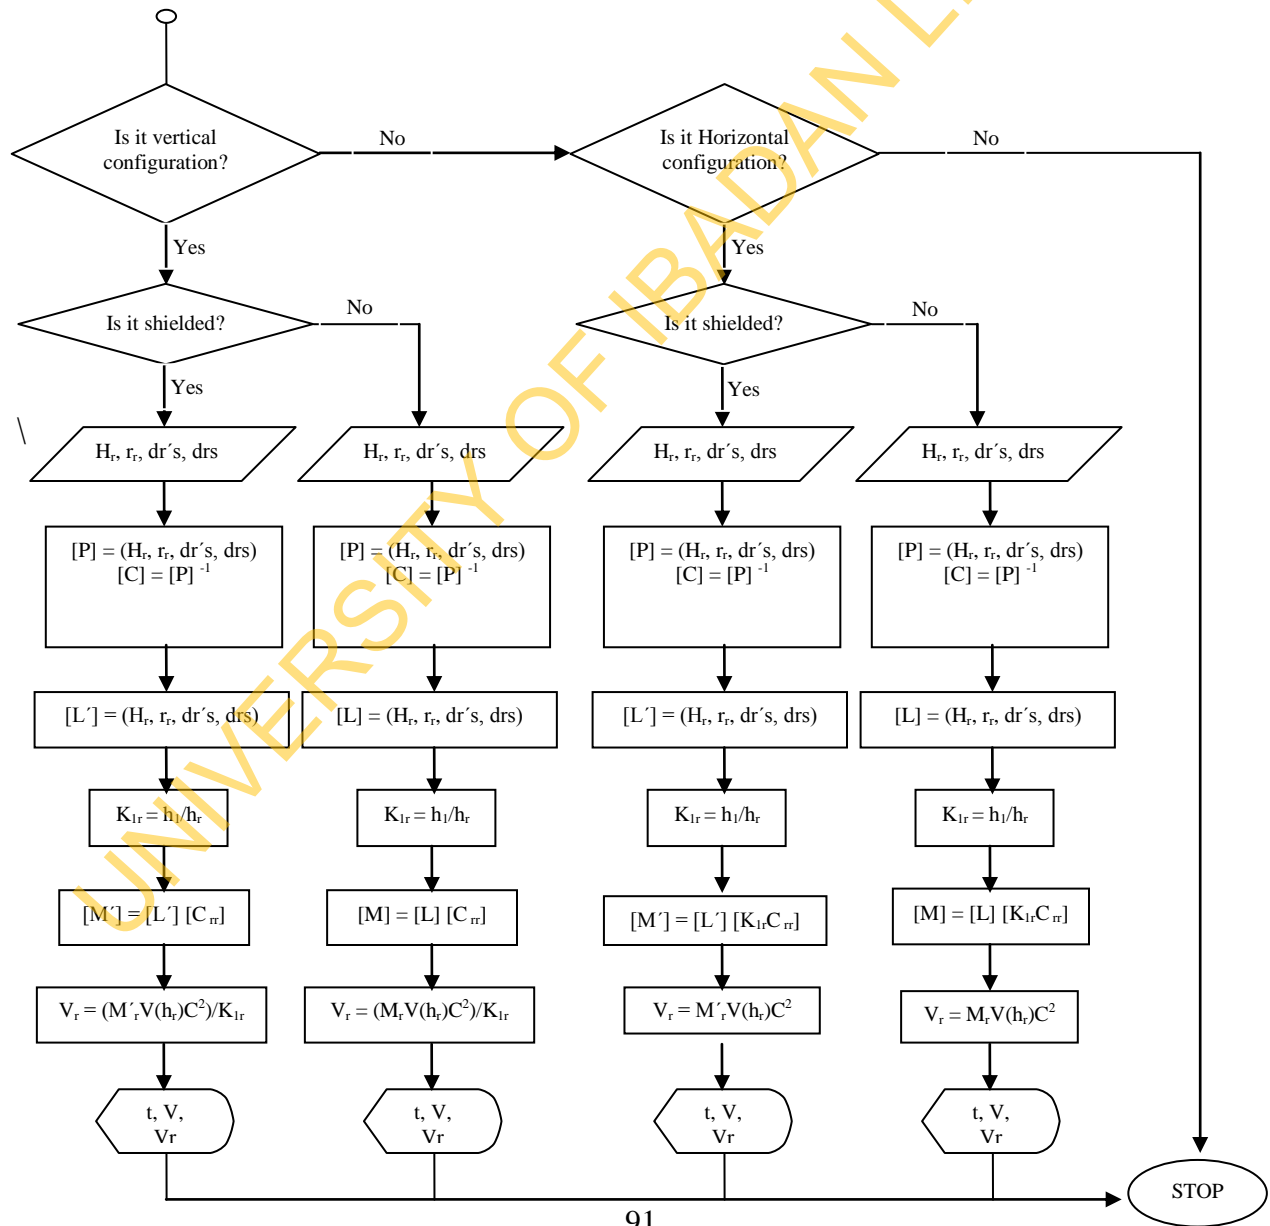 Is it vertical
configuration?
No
Is it Horizontal
configuration?
No
Yes
Yes
Is it shielded?
No
Is it shielded?
No
Yes
Yes
Hᵣ, rᵣ, dr´s, drs
Hᵣ, rᵣ, dr´s, drs
Hᵣ, rᵣ, dr´s, drs
Hᵣ, rᵣ, dr´s, drs
[P] = (Hᵣ, rᵣ, dr´s, drs)
[C] = [P] ⁻¹
[P] = (Hᵣ, rᵣ, dr´s, drs)
[C] = [P] ⁻¹
[P] = (Hᵣ, rᵣ, dr´s, drs)
[C] = [P] ⁻¹
[P] = (Hᵣ, rᵣ, dr´s, drs)
[C] = [P] ⁻¹
[L´] = (Hᵣ, rᵣ, dr´s, drs)
[L] = (Hᵣ, rᵣ, dr´s, drs)
[L´] = (Hᵣ, rᵣ, dr´s, drs)
[L] = (Hᵣ, rᵣ, dr´s, drs)
K₁ᵣ = h₁/hᵣ
K₁ᵣ = h₁/hᵣ
K₁ᵣ = h₁/hᵣ
K₁ᵣ = h₁/hᵣ
[M´] = [L´] [C ᵣᵣ]
[M] = [L] [C ᵣᵣ]
[M´] = [L´] [K₁ᵣC ᵣᵣ]
[M] = [L] [K₁ᵣC ᵣᵣ]
Vᵣ = (M´ᵣV(hᵣ)C²)/K₁ᵣ
Vᵣ = (MᵣV(hᵣ)C²)/K₁ᵣ
Vᵣ = M´ᵣV(hᵣ)C²
Vᵣ = MᵣV(hᵣ)C²
t, V,
Vr
t, V,
Vr
t, V,
Vr
t, V,
Vr
STOP
91
\
UNIVERSITY OF IBADAN